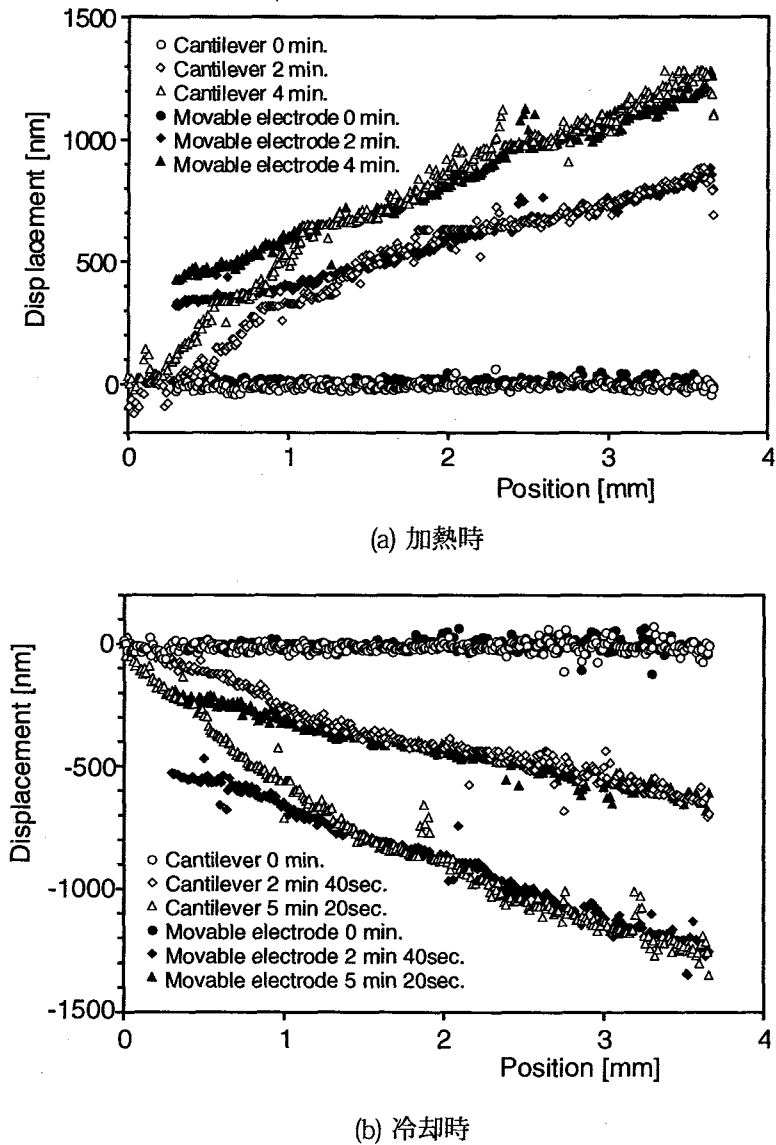 1500
1000
500
0
Displacement [nm]
○ Cantilever 0 min.
◇ Cantilever 2 min.
△ Cantilever 4 min.
● Movable electrode 0 min.
◆ Movable electrode 2 min.
▲ Movable electrode 4 min.
0 1 2 3 4
Position [mm]
(a) 加熱時
0
-500
-1000
-1500
Displacement [nm]
○ Cantilever 0 min.
◇ Cantilever 2 min 40sec.
△ Cantilever 5 min 20sec.
● Movable electrode 0 min.
◆ Movable electrode 2 min 40sec.
▲ Movable electrode 5 min 20sec.
0 1 2 3 4
Position [mm]
(b) 冷却時